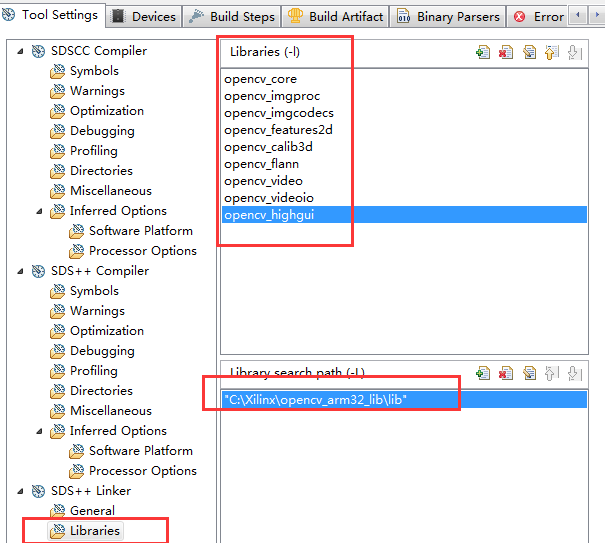 Tool Settings Devices Build Steps Build Artifact Binary Parsers Error
SDSCC Compiler
Symbols
Warnings
Optimization
Debugging
Profiling
Directories
Miscellaneous
Inferred Options
Software Platform
Processor Options
SDS++ Compiler
Symbols
Warnings
Optimization
Debugging
Profiling
Directories
Miscellaneous
Inferred Options
Software Platform
Processor Options
SDS++ Linker
General
Libraries
Libraries (-l)
opencv_core
opencv_imgproc
opencv_imgcodecs
opencv_features2d
opencv_calib3d
opencv_flann
opencv_video
opencv_videoio
opencv_highgui
Library search path (-L)
"C:\Xilinx\opencv_arm32_lib\lib"